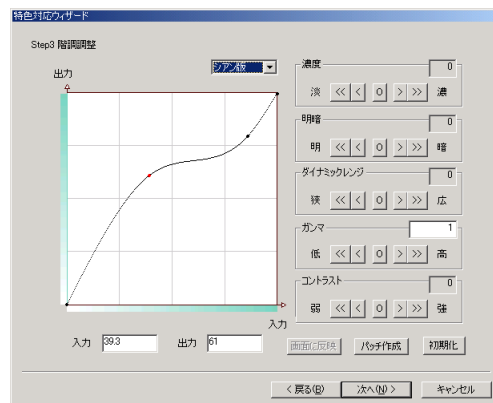 特色対応ウィザード
Step3 階調調整
出力
シアン版
濃度
0
淡 << < 0 > >> 濃
明暗
0
明 << < 0 > >> 暗
ダイナミックレンジ
0
狭 << < 0 > >> 広
ガンマ
1
低 << < 0 > >> 高
コントラスト
0
弱 << < 0 > >> 強
入力
入力 39.3 出力 61
画面に反映 パッチ作成 初期化
< 戻る(B) 次へ(N) > キャンセル